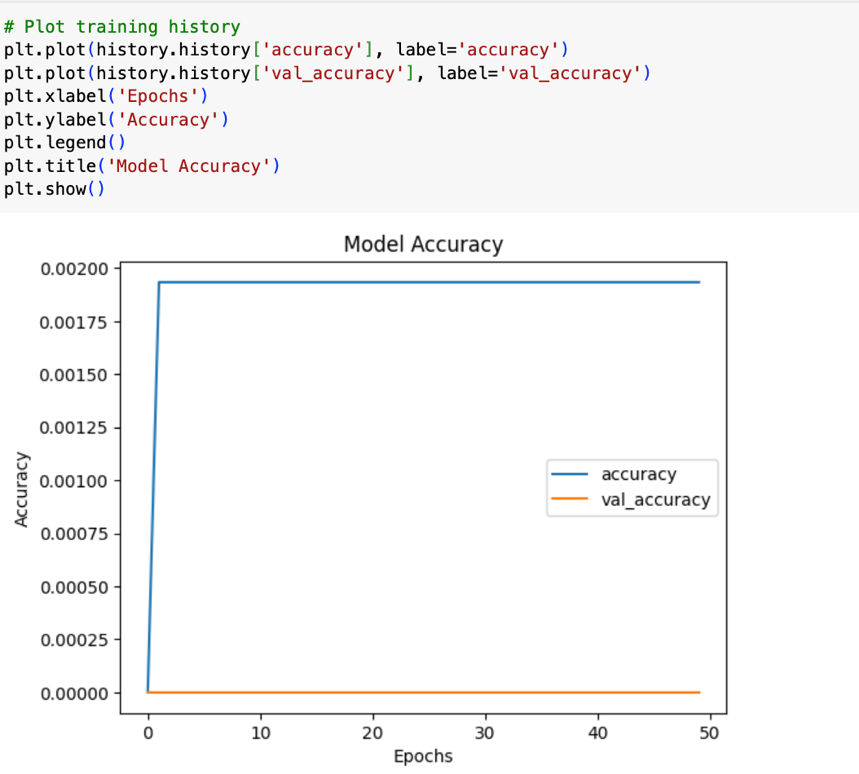 # Plot training history
plt.plot(history.history['accuracy'], label='accuracy')
plt.plot(history.history['val_accuracy'], label='val_accuracy')
plt.xlabel('Epochs')
plt.ylabel('Accuracy')
plt.legend()
plt.title('Model Accuracy')
plt.show()
Model Accuracy
0.00200
0.00175
0.00150
0.00125
0.00100
0.00075
0.00050
0.00025
0.00000
Accuracy
accuracy
val_accuracy
0 10 20 30 40 50
Epochs